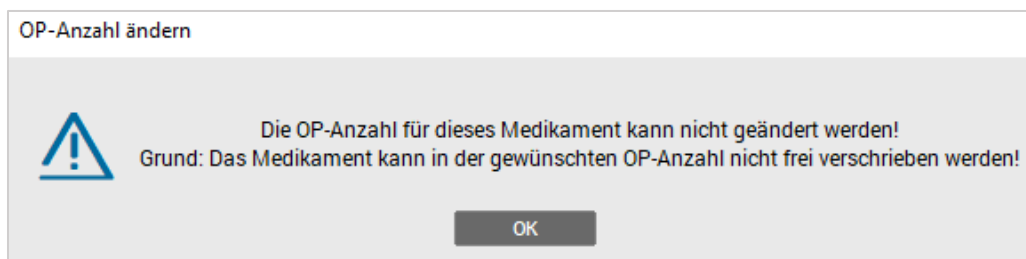 OP-Anzahl ändern
Die OP-Anzahl für dieses Medikament kann nicht geändert werden!
Grund: Das Medikament kann in der gewünschten OP-Anzahl nicht frei verschrieben werden!
OK